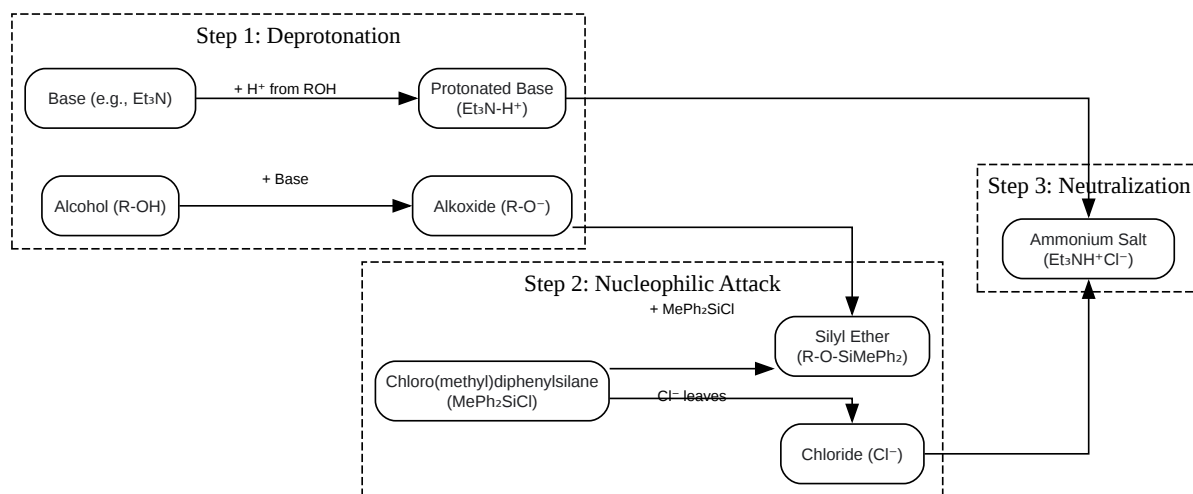 Step 1: Deprotonation
Base (e.g., Et₃N)
+ H⁺ from ROH
Protonated Base
(Et₃N-H⁺)
Alcohol (R-OH)
+ Base
Alkoxide (R-O⁻)
Step 2: Nucleophilic Attack
+ MePh₂SiCl
Silyl Ether
(R-O-SiMePh₂)
Chloro(methyl)diphenylsilane
(MePh₂SiCl)
Cl⁻ leaves
Chloride (Cl⁻)
Step 3: Neutralization
Ammonium Salt
(Et₃NH⁺Cl⁻)